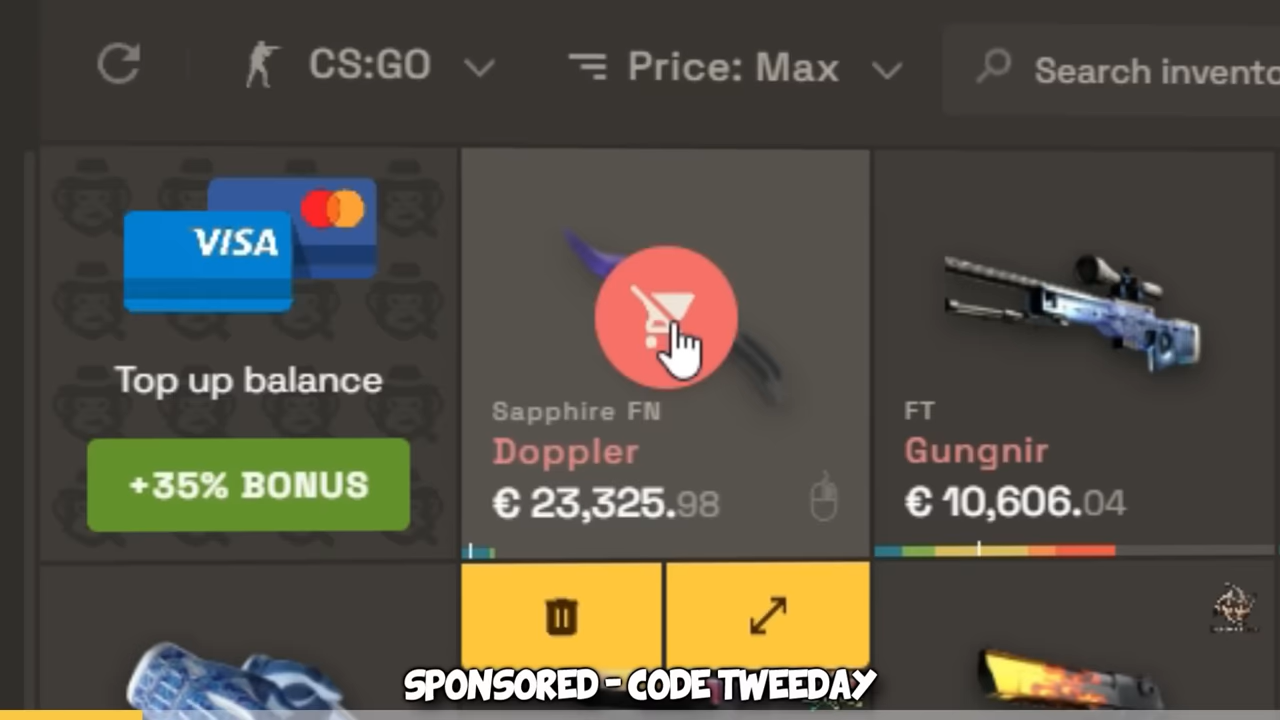 CS:GO
Price: Max
Search invento
VISA
Top up balance
+35% BONUS
Sapphire FN
Doppler
€ 23,325.98
FT
Gungnir
€ 10,606.04
SPONSORED - CODE TWEEDAY